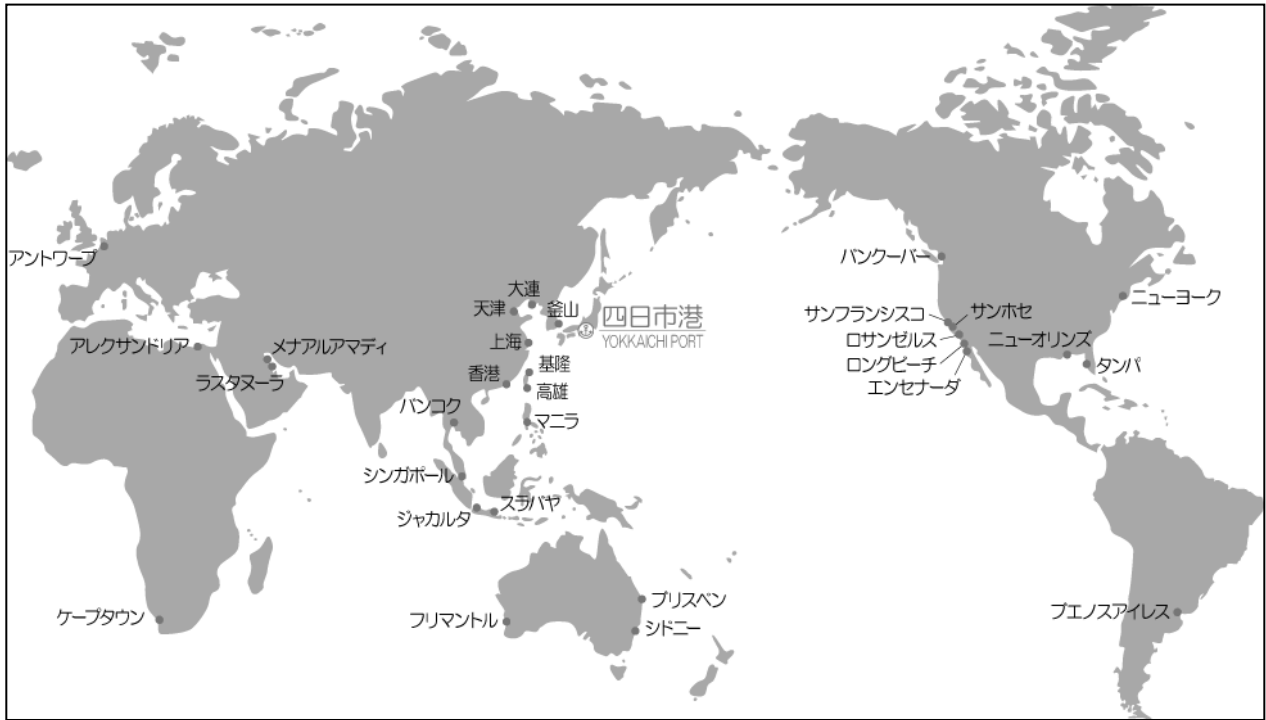 アントワープ
アレクサンドリア
メナアルアマディ
ラスタヌーラ
ケープタウン
大連
天津
釜山
四日市港
YOKKAICHI PORT
上海
基隆
香港
高雄
バンコク
マニラ
シンガポール
スラバヤ
ジャカルタ
ブリスベン
フリマントル
シドニー
バンクーバー
ニューヨーク
サンフランシスコ
サンホセ
ロサンゼルス
ニューオリンズ
ロングビーチ
タンパ
エンセナーダ
ブエノスアイレス